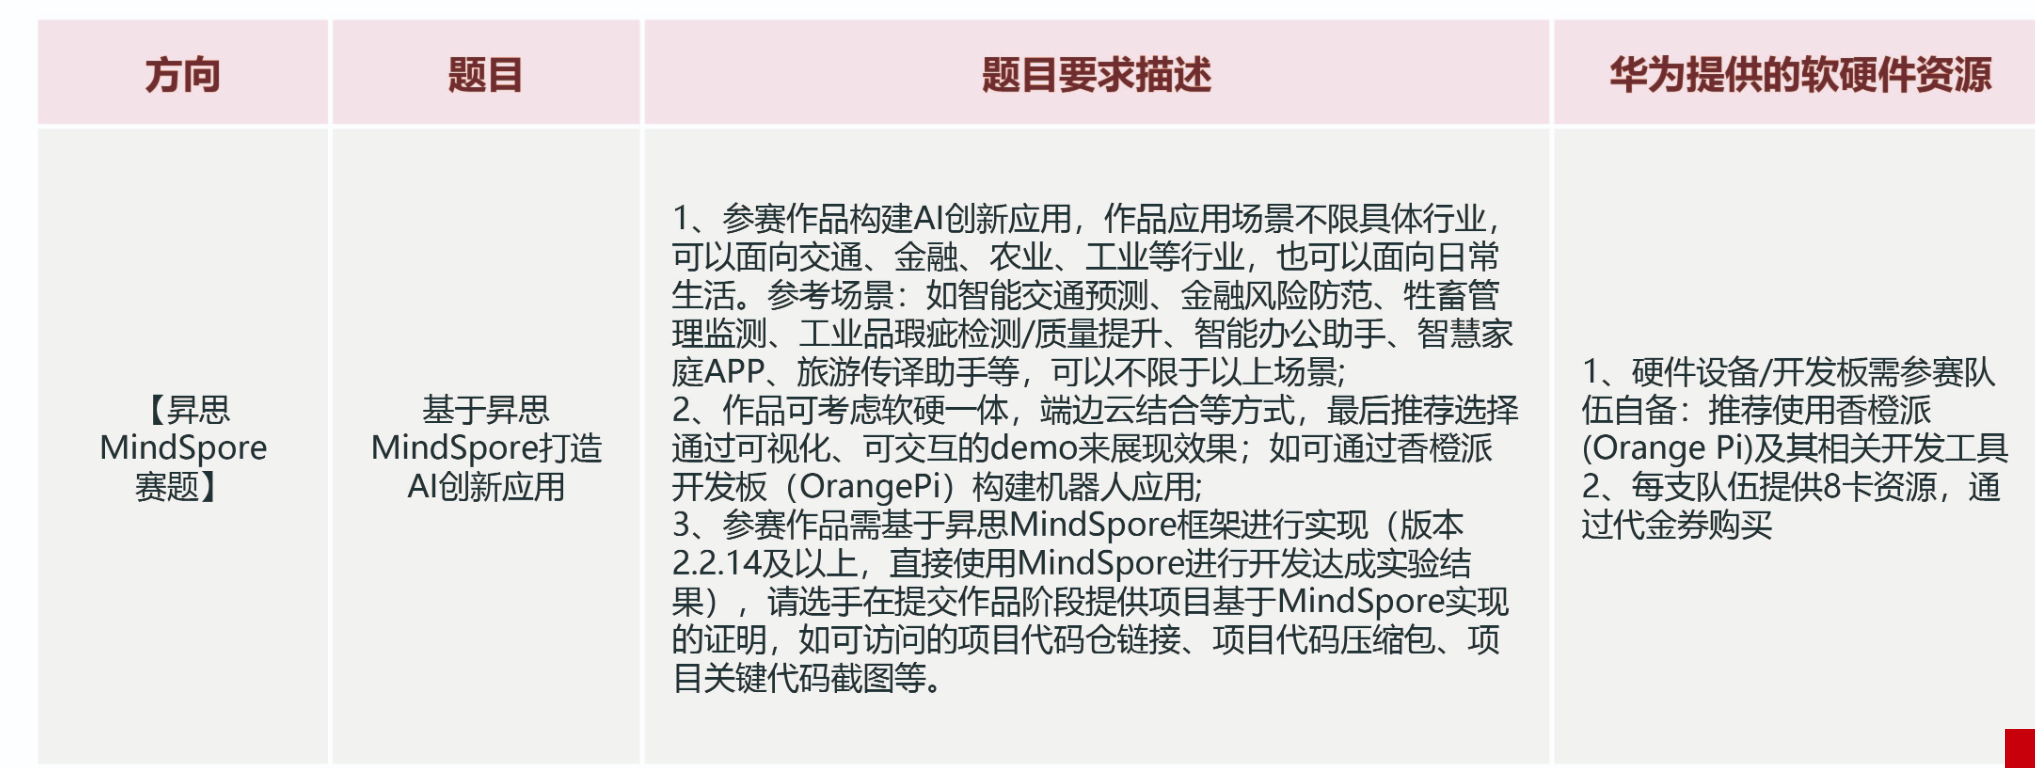 方向
题目
题目要求描述
华为提供的软硬件资源
【昇思
MindSpore
赛题】
基于昇思
MindSpore打造
AI创新应用
1、参赛作品构建AI创新应用，作品应用场景不限具体行业，
可以面向交通、金融、农业、工业等行业，也可以面向日常
生活。参考场景：如智能交通预测、金融风险防范、牲畜管
理监测、工业品瑕疵检测/质量提升、智能办公助手、智慧家
庭APP、旅游传译助手等，可以不限于以上场景;
2、作品可考虑软硬一体，端边云结合等方式，最后推荐选择
通过可视化、可交互的demo来展现效果；如可通过香橙派
开发板（OrangePi）构建机器人应用;
3、参赛作品需基于昇思MindSpore框架进行实现（版本
2.2.14及以上，直接使用MindSpore进行开发达成实验结
果），请选手在提交作品阶段提供项目基于MindSpore实现
的证明，如可访问的项目代码仓链接、项目代码压缩包、项
目关键代码截图等。
1、硬件设备/开发板需参赛队
伍自备：推荐使用香橙派
(Orange Pi)及其相关开发工具
2、每支队伍提供8卡资源，通
过代金券购买